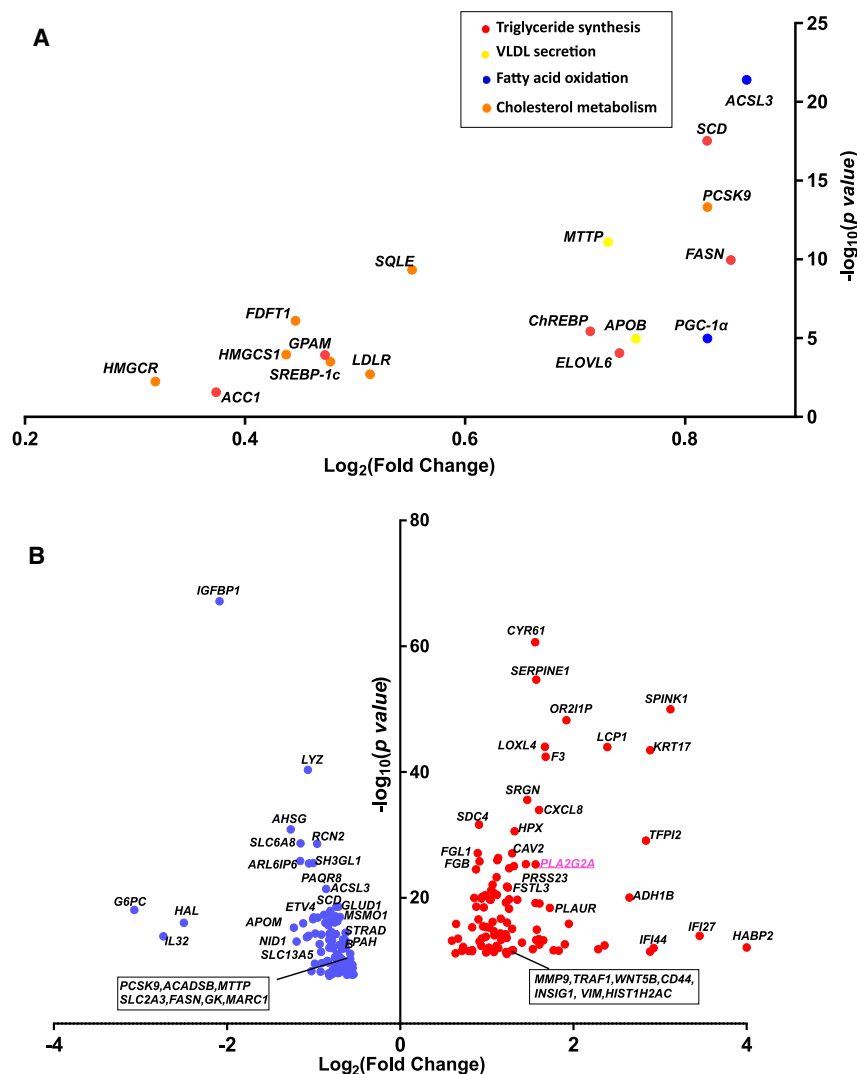 A
Triglyceride synthesis
VLDL secretion
Fatty acid oxidation
Cholesterol metabolism
25
20
15
10
5
0
-log10(p value)
ACSL3
SCD
PCSK9
MTTP
FASN
SQLE
FDFT1
ChREBP
APOB
PGC-1α
GPAM
HMGCS1
LDLR
ELOVL6
HMGCR
SREBP-1c
ACC1
0.2
0.4
0.6
0.8
Log2(Fold Change)
B
80
60
40
20
-log10(p value)
IGFBP1
CYR61
SERPINE1
SPINK1
OR2I1P
LOXL4
LCP1
F3
KRT17
LYZ
SRGN
CXCL8
AHSG
SDC4
HPX
SLC6A8
RCN2
TFPI2
FGL1
CAV2
ARL6IP6
SH3GL1
FGB
PLA2G2A
PAQR8
PRSS23
ACSL3
FSTL3
ADH1B
G6PC
HAL
ETV4
SCD
GLUD1
PLAUR
APOM
MSMO1
IL32
NID1
STRAD
B
PAH
IFI44
IFI27
HABP2
SLC13A5
PCSK9,ACADSB,MTTP
SLC2A3,FASN,GK,MARC1
MMP9,TRAF1,WNT5B,CD44,
INSIG1, VIM,HIST1H2AC
-4
-2
0
2
4
Log2(Fold Change)